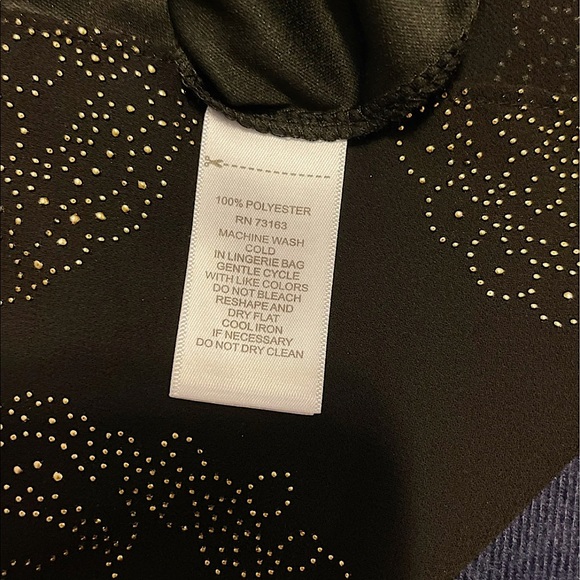 100% POLYESTER
RN 73163
MACHINE WASH
COLD
IN LINGERIE BAG
GENTLE CYCLE
WITH LIKE COLORS
DO NOT BLEACH
RESHAPE AND
DRY FLAT
COOL IRON
IF NECESSARY
DO NOT DRY CLEAN